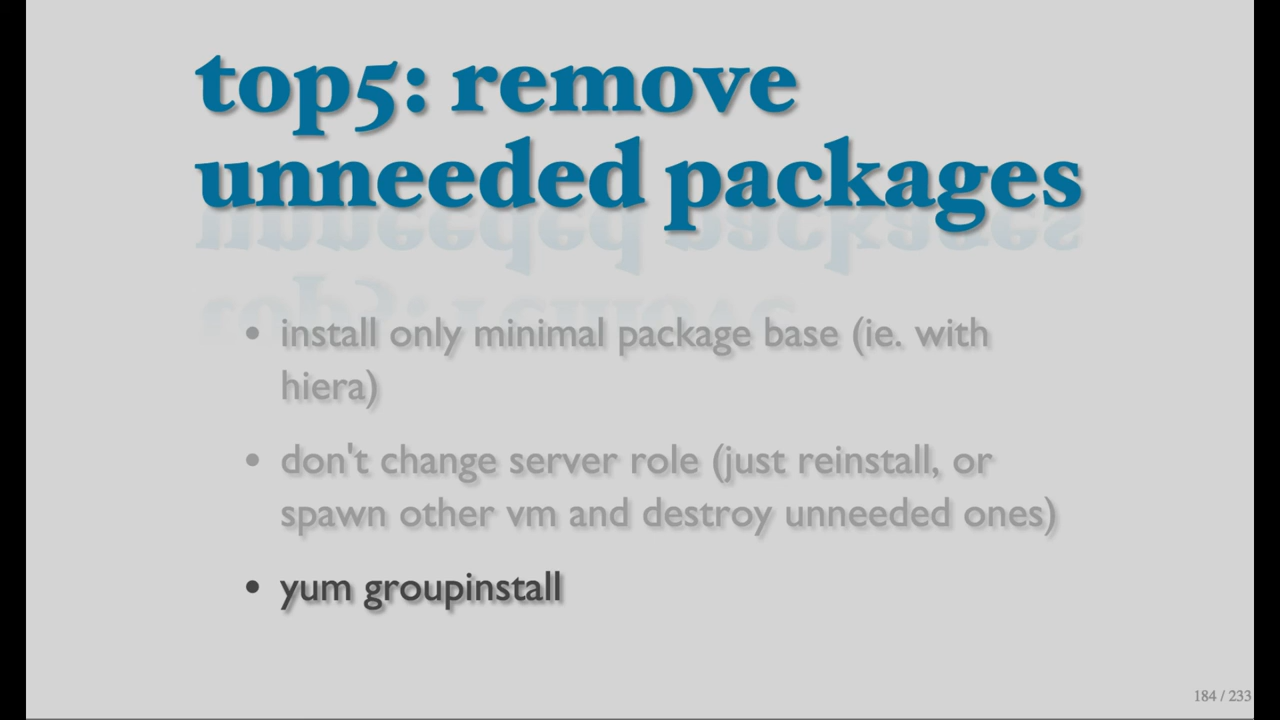 top5: remove
unneeded packages
• install only minimal package base (ie. with
hiera)
• don't change server role (just reinstall, or
spawn other vm and destroy unneeded ones)
• yum groupinstall
184 / 233